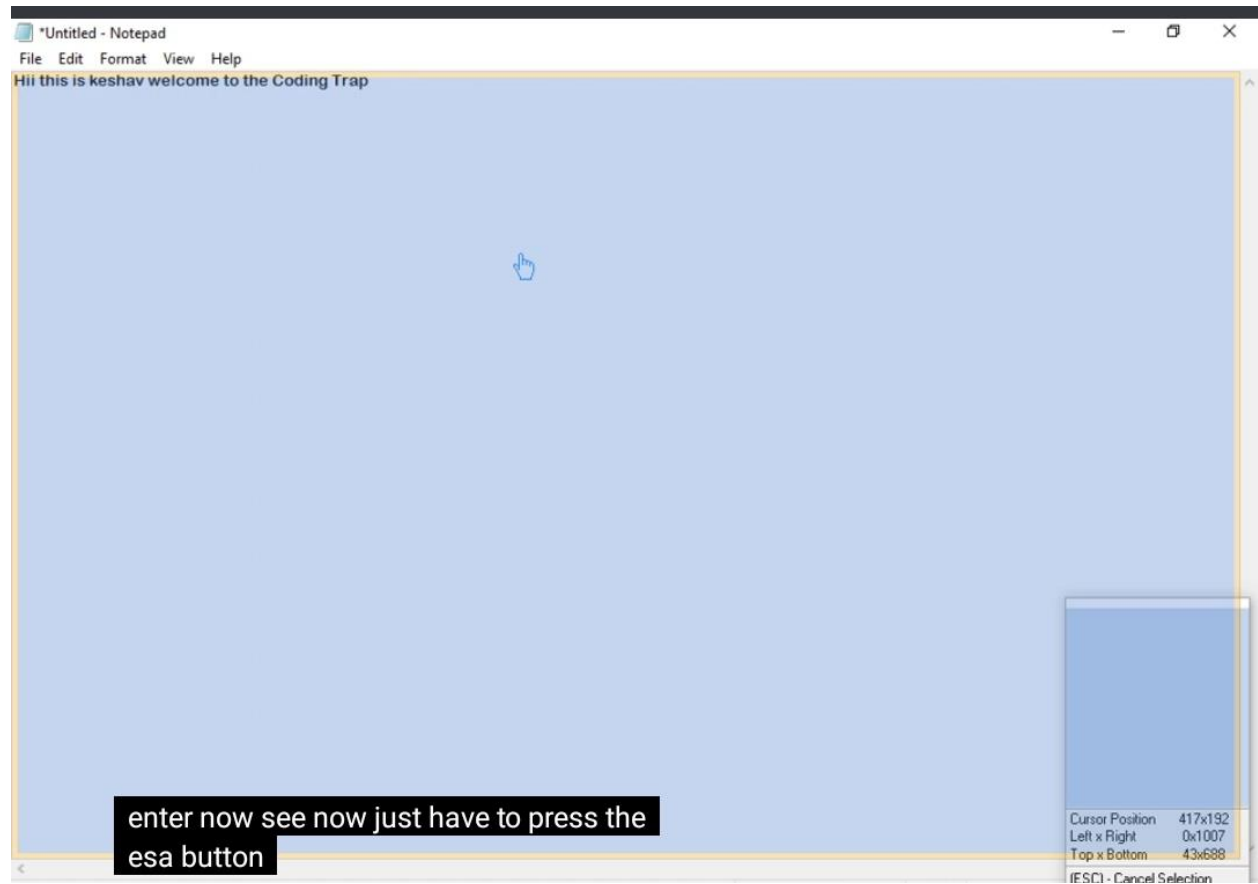 *Untitled - Notepad
File Edit Format View Help
Hii this is keshav welcome to the Coding Trap
enter now see now just have to press the
esa button
Cursor Position 417x192
Left x Right 0x1007
Top x Bottom 43x688
(ESC) - Cancel Selection